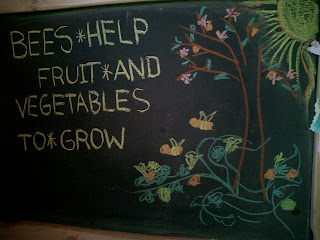 BEES*HELP
FRUIT*AND
VEGETABLES
TO*GROW